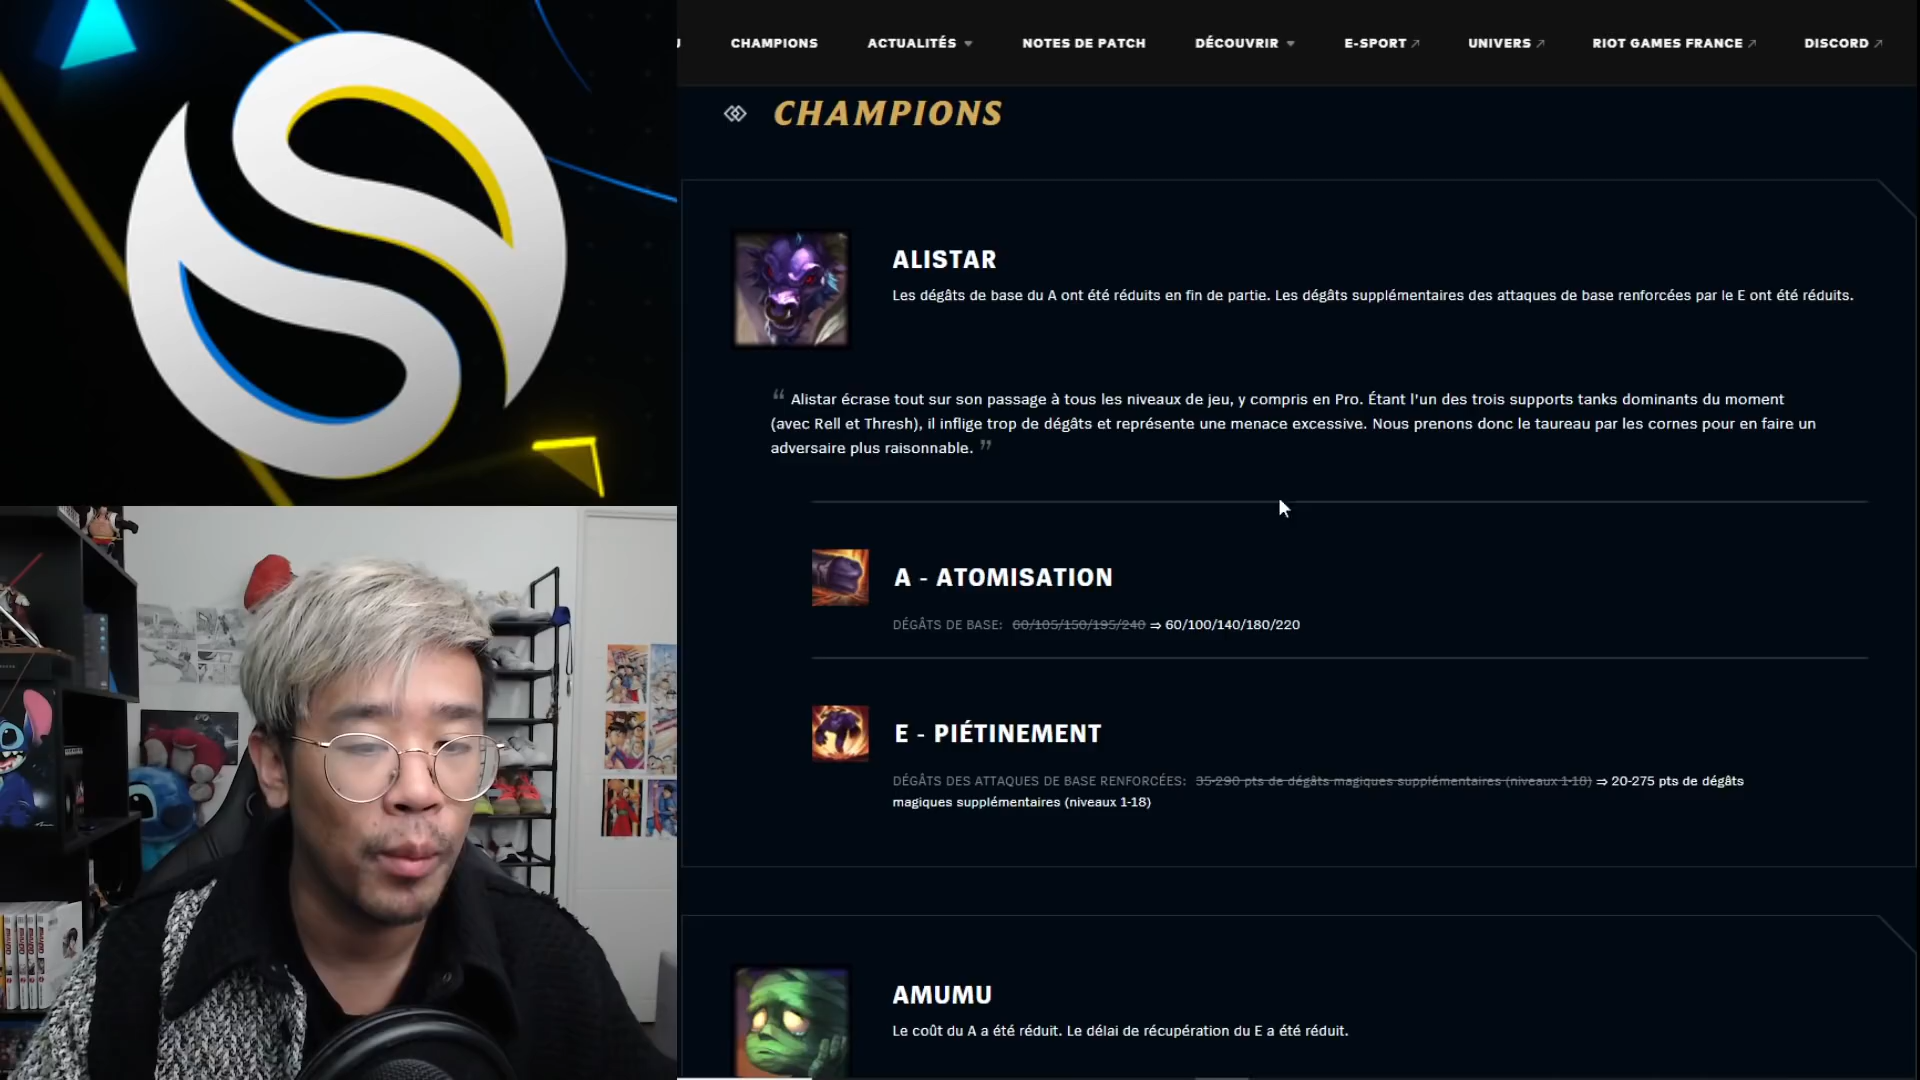 CHAMPIONS
ACTUALITÉS
NOTES DE PATCH
DÉCOUVRIR
E-SPORT
UNIVERS
RIOT GAMES FRANCE
DISCORD
CHAMPIONS
ALISTAR
Les dégâts de base du A ont été réduits en fin de partie. Les dégâts supplémentaires des attaques de base renforcées par le E ont été réduits.
“ Alistar écrase tout sur son passage à tous les niveaux de jeu, y compris en Pro. Étant l'un des trois supports tanks dominants du moment
(avec Rell et Thresh), il inflige trop de dégâts et représente une menace excessive. Nous prenons donc le taureau par les cornes pour en faire un
adversaire plus raisonnable. ”
A - ATOMISATION
DÉGÂTS DE BASE: 60/105/150/195/240 ⇒ 60/100/140/180/220
E - PIÉTINEMENT
DÉGÂTS DES ATTAQUES DE BASE RENFORCÉES: 35-290 pts de dégâts magiques supplémentaires (niveaux 1-18) ⇒ 20-275 pts de dégâts
magiques supplémentaires (niveaux 1-18)
AMUMU
Le coût du A a été réduit. Le délai de récupération du E a été réduit.